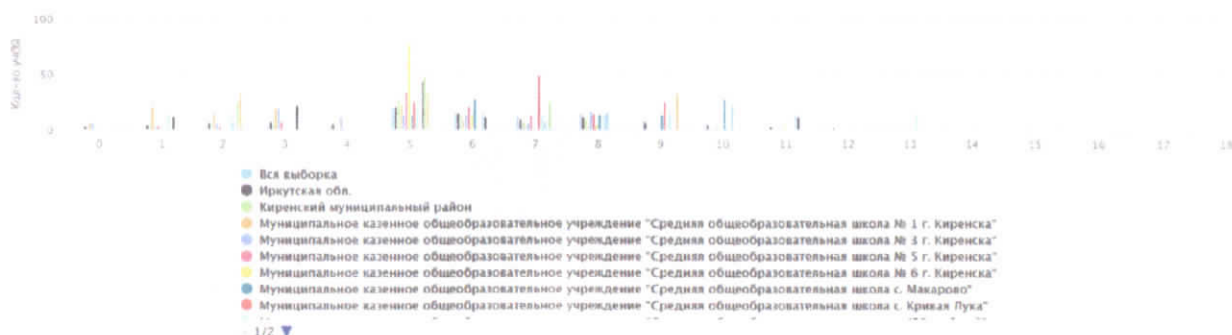 100
Кол-во уч(%)
50
0
0 1 2 3 4 5 6 7 8 9 10 11 12 13 14 15 16 17 18
Вся выборка
Иркутская обл.
Киренский муниципальный район
Муниципальное казенное общеобразовательное учреждение "Средняя общеобразовательная школа № 1 г. Киренска"
Муниципальное казенное общеобразовательное учреждение "Средняя общеобразовательная школа № 3 г. Киренска"
Муниципальное казенное общеобразовательное учреждение "Средняя общеобразовательная школа № 5 г. Киренска"
Муниципальное казенное общеобразовательное учреждение "Средняя общеобразовательная школа № 6 г. Киренска"
Муниципальное казенное общеобразовательное учреждение "Средняя общеобразовательная школа с. Макарово"
Муниципальное казенное общеобразовательное учреждение "Средняя общеобразовательная школа с. Кривая Лука"
1/2